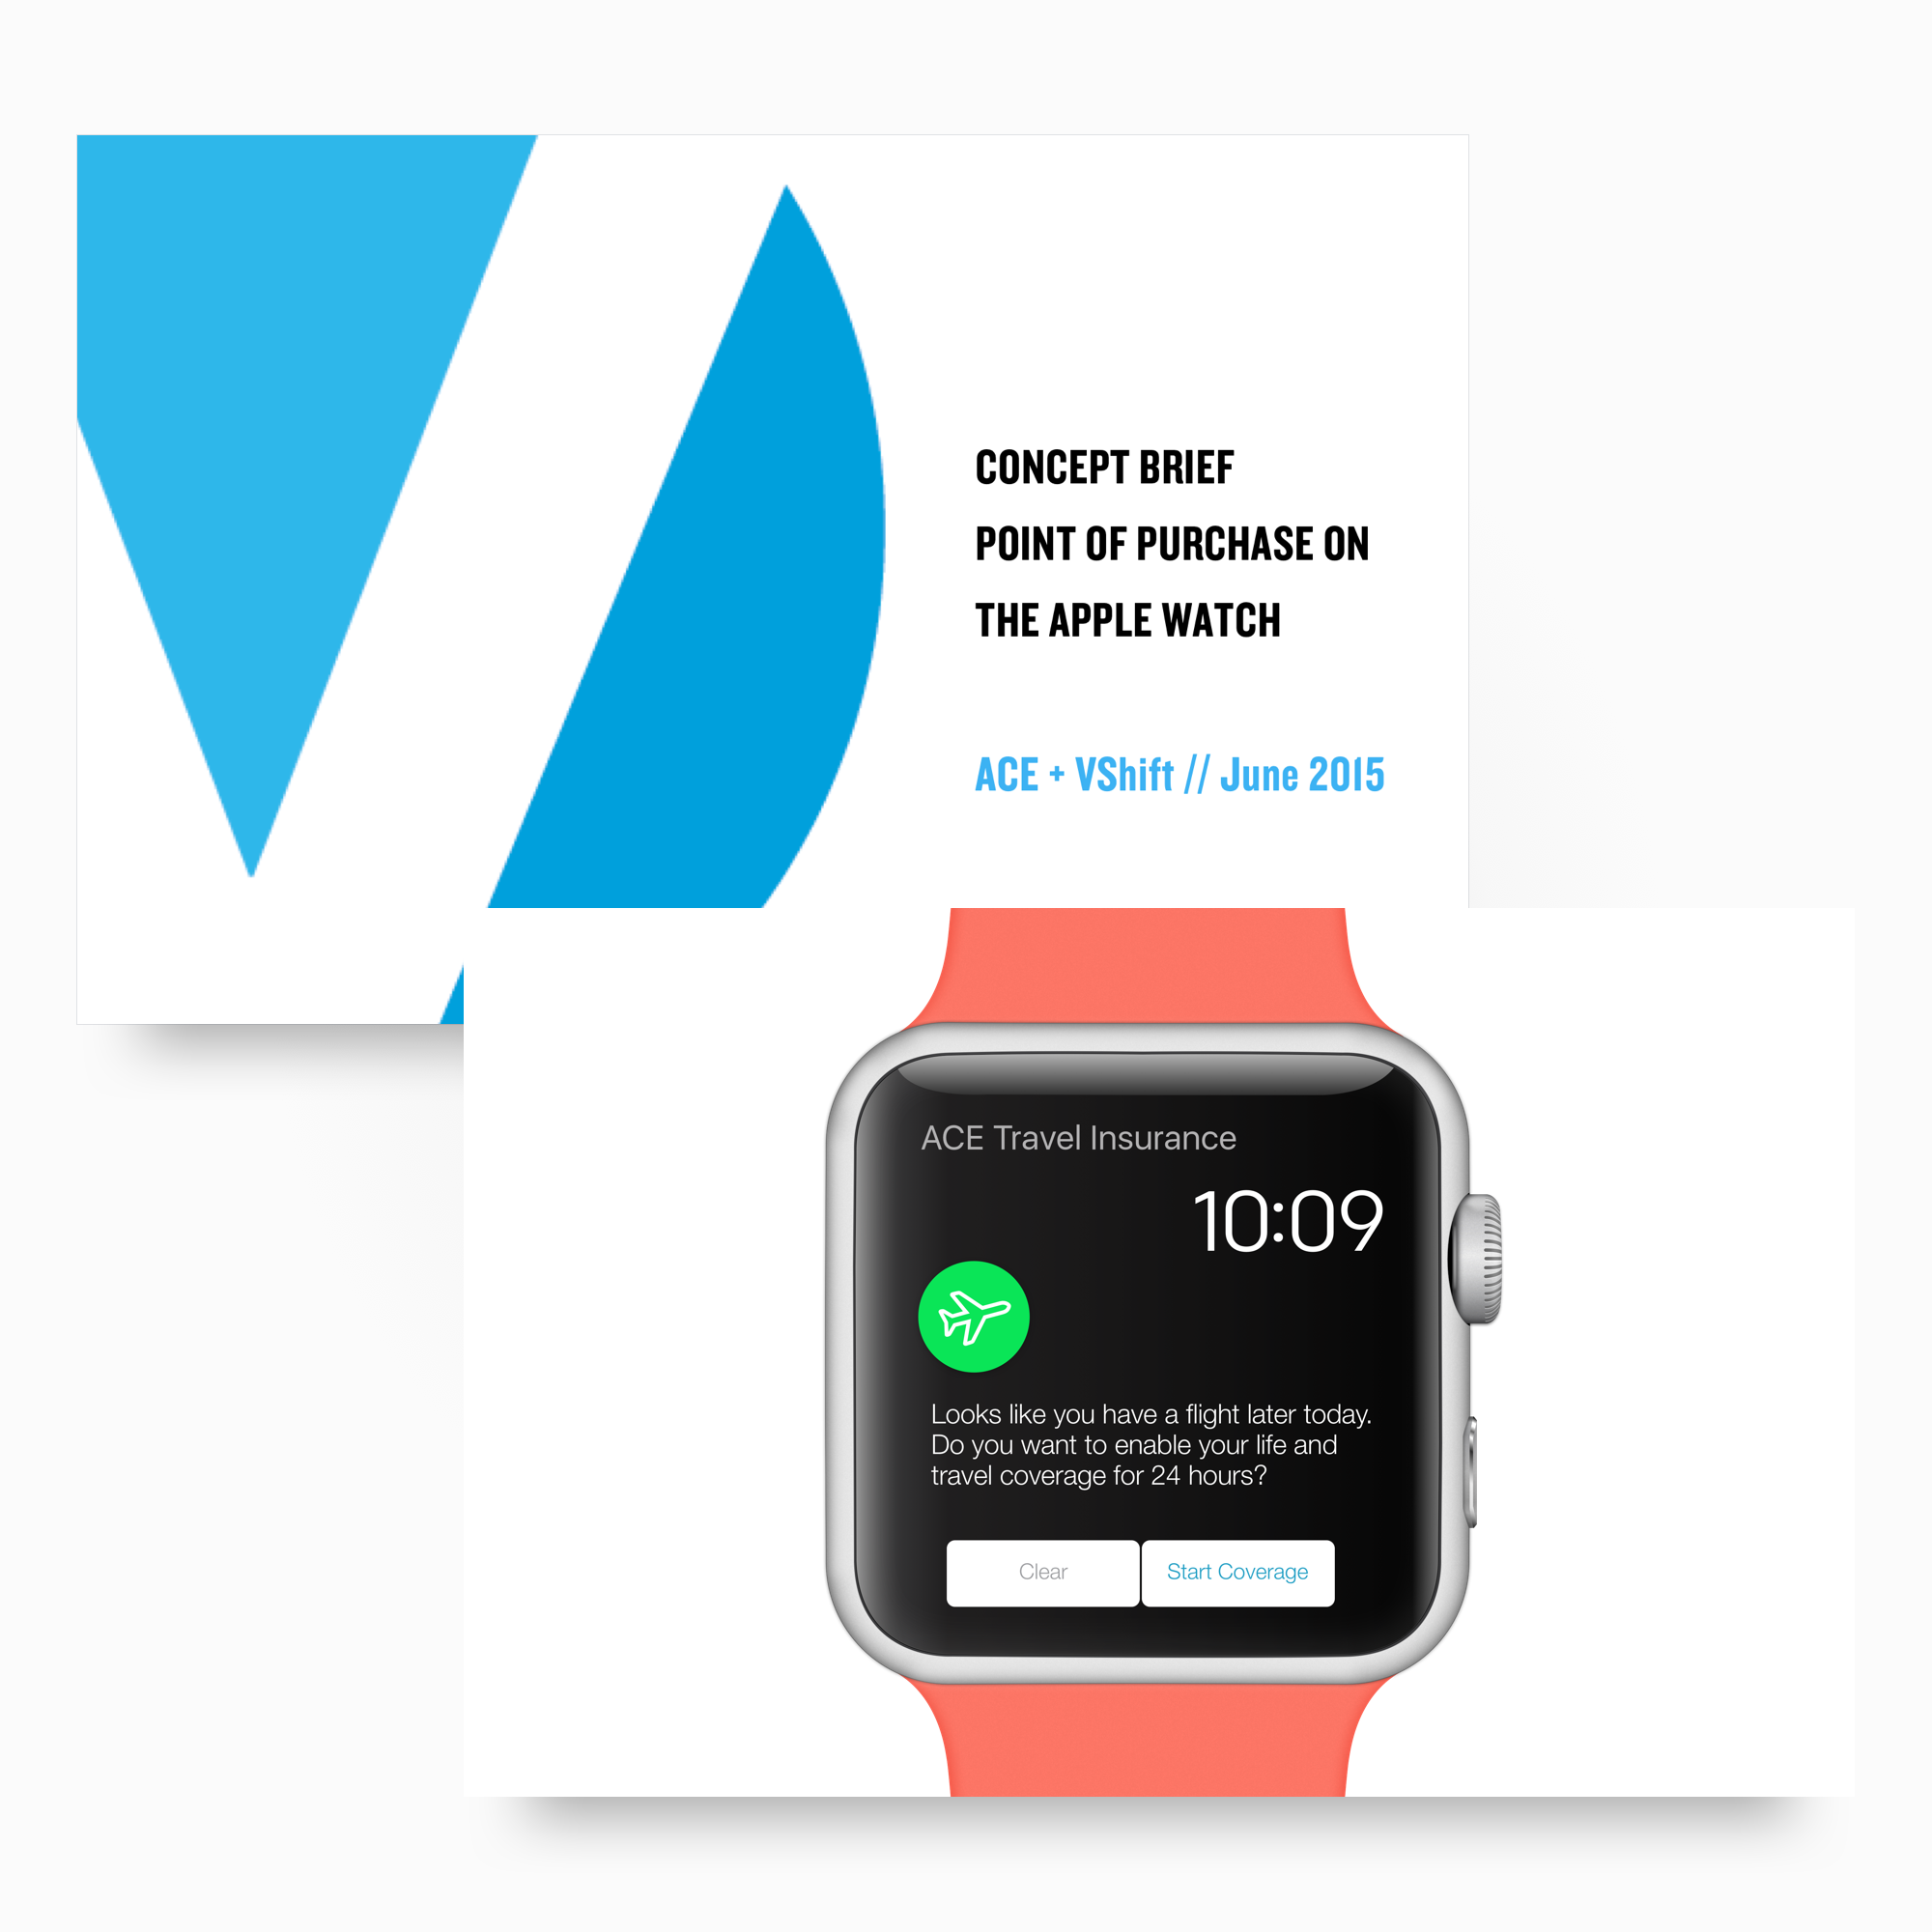 CONCEPT BRIEF
POINT OF PURCHASE ON
THE APPLE WATCH
ACE + VShift // June 2015
ACE Travel Insurance
10:09
Looks like you have a flight later today.
Do you want to enable your life and
travel coverage for 24 hours?
Clear
Start Coverage